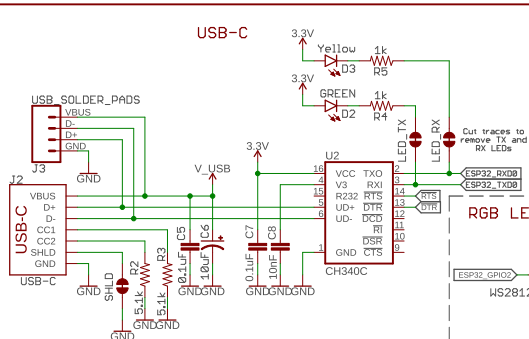 USB-C
3.3V
Yellow
D3
1k
R5
3.3V
GREEN
D2
1k
R4
LED_TX
LED_RX
Cut traces to
remove TX and
RX LEDs
USB_SOLDER_PADS
VBUS
D-
D+
GND
J3
GND
J2
USB-C
VBUS
D+
D-
CC1
CC2
SHLD
GND
USB-C
SHLD
GND
GND
R2
5.1k
GND
R3
5.1k
GND
V_USB
C5
0.1uF
GND
C6
10uF
GND
3.3V
C7
0.1uF
GND
C8
10nF
GND
GND
U2
16 VCC TXO 2
4 V3 RXI 3
15 R232 RTS 14
5 UD+ DTR 13
6 UD- DCD 12
RI 11
DSR 10
1 GND CTS 9
CH340C
ESP32_RXD0
ESP32_TXD0
RTS
DTR
RGB LE
ESP32_GPIO2
WS2812